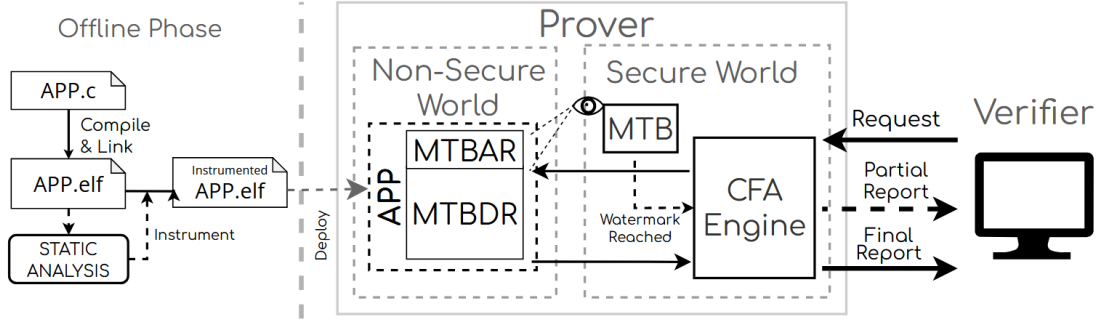 Offline Phase
APP.c
Compile
& Link
APP.elf
Instrumented
APP.elf
Instrument
STATIC
ANALYSIS
Deploy
Prover
Non-Secure
World
APP
MTBAR
MTBDR
Secure World
MTB
Watermark
Reached
CFA
Engine
Request
Partial
Report
Final
Report
Verifier